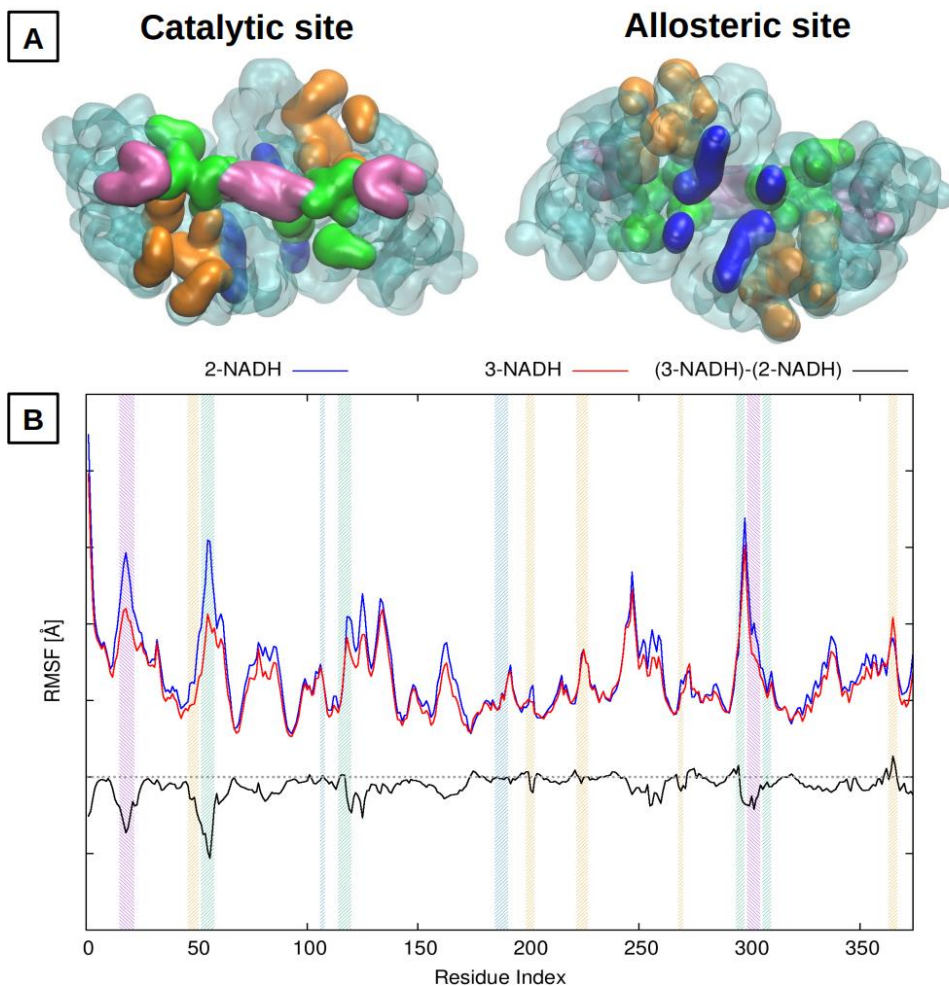 A
Catalytic site
Allosteric site
2-NADH
3-NADH
(3-NADH)-(2-NADH)
B
RMSF [Å]
0
50
100
150
200
250
300
350
Residue Index